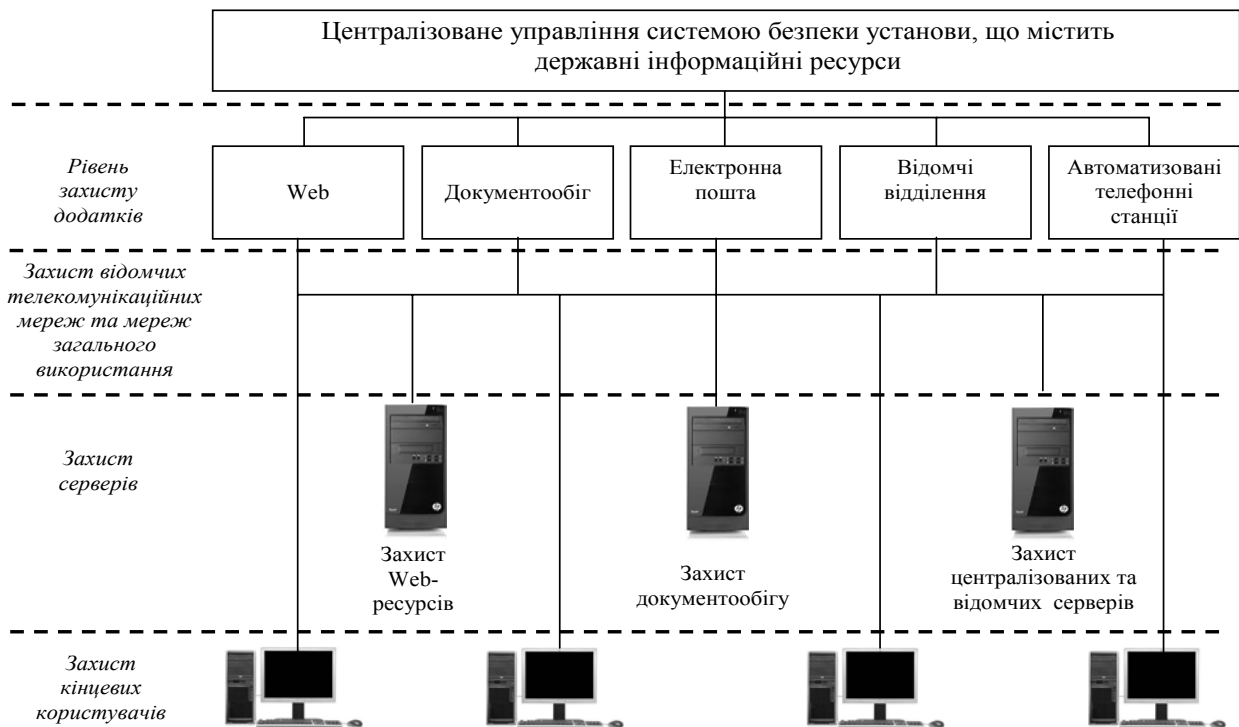 Централізоване управління системою безпеки установи, що містить
державні інформаційні ресурси
Рівень
захисту
додатків
Web
Документообіг
Електронна
пошта
Відомчі
відділення
Автоматизовані
телефонні
станції
Захист відомчих
телекомунікаційних
мереж та мереж
загального
використання
Захист
серверів
Захист
Web-
ресурсів
Захист
документообігу
Захист
централізованих та
відомчих серверів
Захист
кінцевих
користувачів